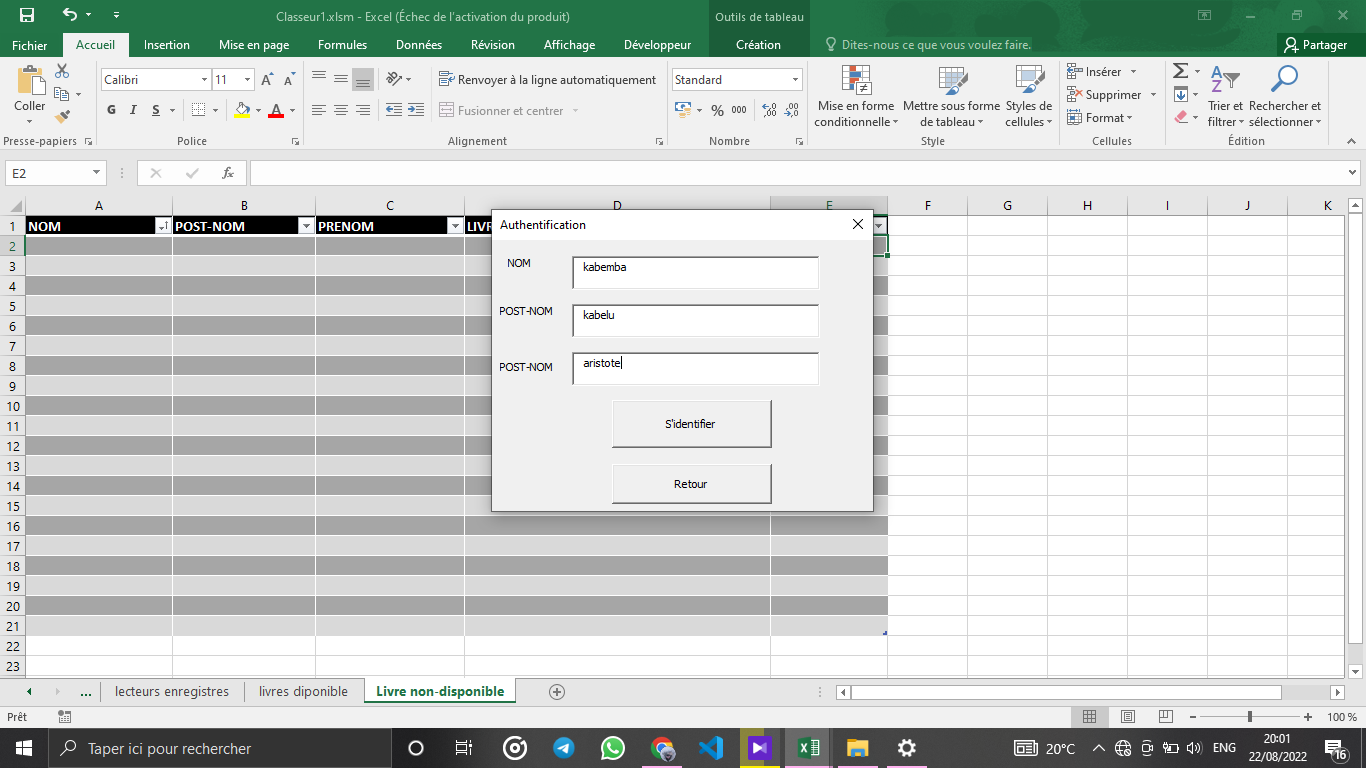 Classeur1.xlsm - Excel (Échec de l'activation du produit)
Outils de tableau
Fichier Accueil Insertion Mise en page Formules Données Révision Affichage Développeur Création Dites-nous ce que vous voulez faire. Partager
Coller
Presse-papiers
Calibri 11
G I S
Police
Renvoyer à la ligne automatiquement
Fusionner et centrer
Alignement
Standard
% 000
Nombre
Mise en forme conditionnelle
Mettre sous forme de tableau
Styles de cellules
Style
Insérer
Supprimer
Format
Cellules
Trier et filtrer
Rechercher et sélectionner
Édition
E2
fx
A B C D E F G H I J K
1 NOM POST-NOM PRENOM
2
3
4
5
6
7
8
9
10
11
12
13
14
15
16
17
18
19
20
21
22
23
Authentification
NOM kabemba
POST-NOM kabelu
POST-NOM aristote
S'identifier
Retour
... lecteurs enregistres livres diponible Livre non-disponible
Prêt
100 %
Taper ici pour rechercher
20°C
ENG
20:01
22/08/2022
16